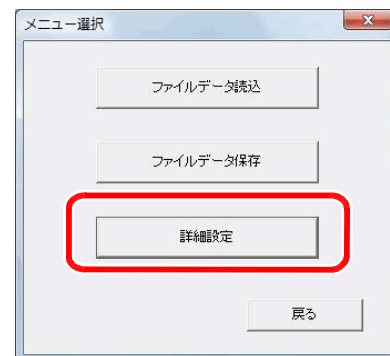 メニュー選択
ファイルデータ読込
ファイルデータ保存
詳細設定
戻る